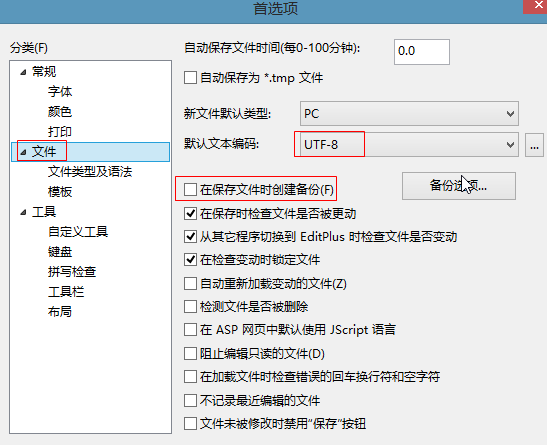 首选项
分类(F)
常规
字体
颜色
打印
文件
文件类型及语法
模板
工具
自定义工具
键盘
拼写检查
工具栏
布局
自动保存文件时间(每0-100分钟):
0.0
自动保存为 *.tmp 文件
新文件默认类型:
PC
默认文本编码:
UTF-8
...
在保存文件时创建备份(F)
备份选项...
在保存时检查文件是否被更动
从其它程序切换到 EditPlus 时检查文件是否变动
在检查变动时锁定文件
自动重新加载变动的文件(Z)
检测文件是否被删除
在 ASP 网页中默认使用 JScript 语言
阻止编辑只读的文件(D)
在加载文件时检查错误的回车换行符和空字符
不记录最近编辑的文件
文件未被修改时禁用“保存”按钮